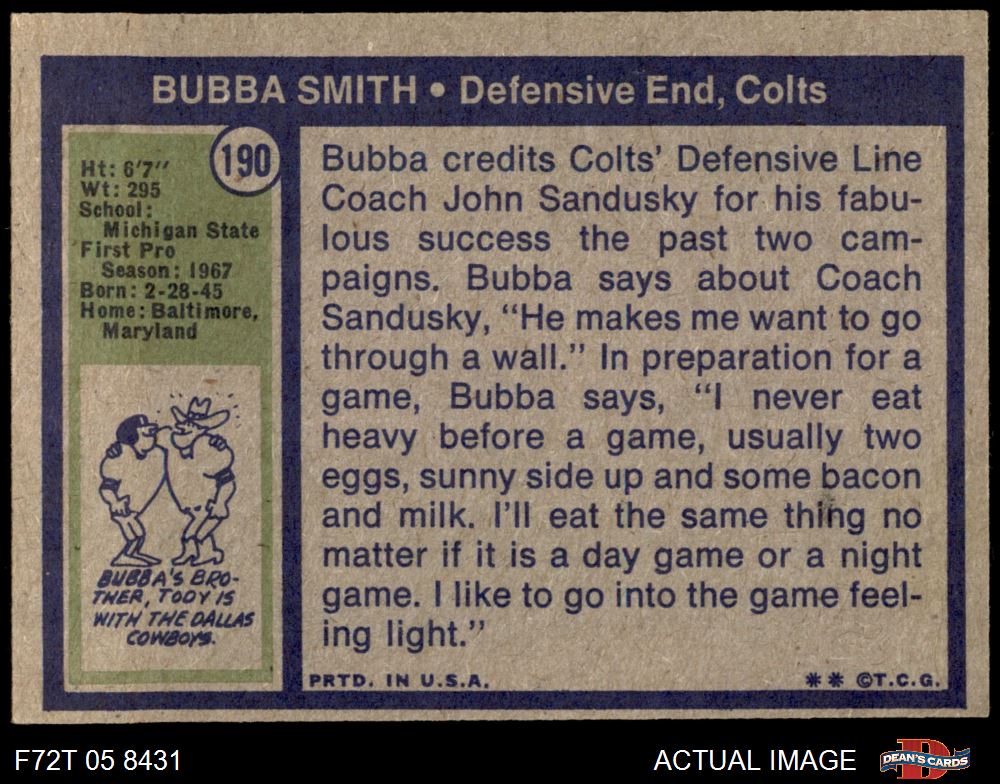 BUBBA SMITH • Defensive End, Colts
190
Ht: 6'7"
Wt: 295
School:
Michigan State
First Pro
Season: 1967
Born: 2-28-45
Home: Baltimore,
Maryland
BUBBA'S BRO-
THER, TODY IS
WITH THE DALLAS
COWBOYS.
Bubba credits Colts' Defensive Line
Coach John Sandusky for his fabu-
lous success the past two cam-
paigns. Bubba says about Coach
Sandusky, "He makes me want to go
through a wall." In preparation for a
game, Bubba says, "I never eat
heavy before a game, usually two
eggs, sunny side up and some bacon
and milk. I'll eat the same thing no
matter if it is a day game or a night
game. I like to go into the game feel-
ing light."
PRTD. IN U.S.A.
** ©T.C.G.
F72T 05 8431
ACTUAL IMAGE
D
DEAN'S CARDS